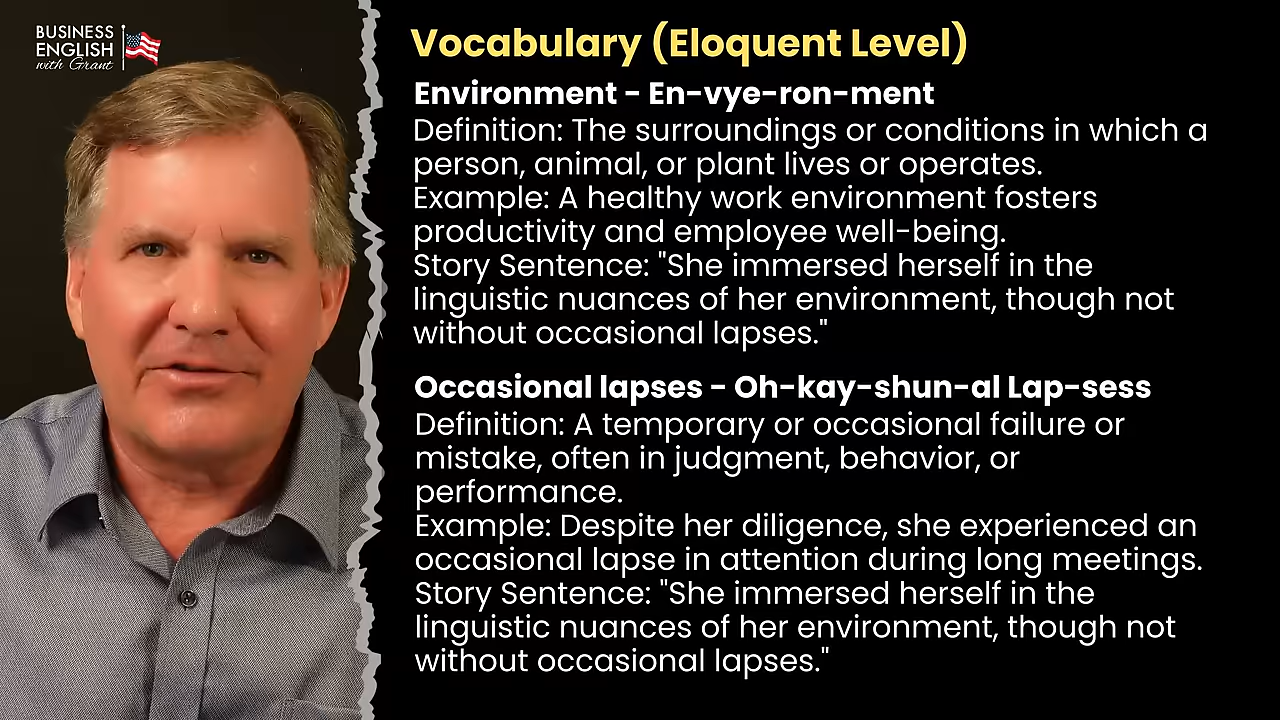 BUSINESS
ENGLISH
with Grant
Vocabulary (Eloquent Level)
Environment - En-vye-ron-ment
Definition: The surroundings or conditions in which a
person, animal, or plant lives or operates.
Example: A healthy work environment fosters
productivity and employee well-being.
Story Sentence: "She immersed herself in the
linguistic nuances of her environment, though not
without occasional lapses."
Occasional lapses - Oh-kay-shun-al Lap-sess
Definition: A temporary or occasional failure or
mistake, often in judgment, behavior, or
performance.
Example: Despite her diligence, she experienced an
occasional lapse in attention during long meetings.
Story Sentence: "She immersed herself in the
linguistic nuances of her environment, though not
without occasional lapses."